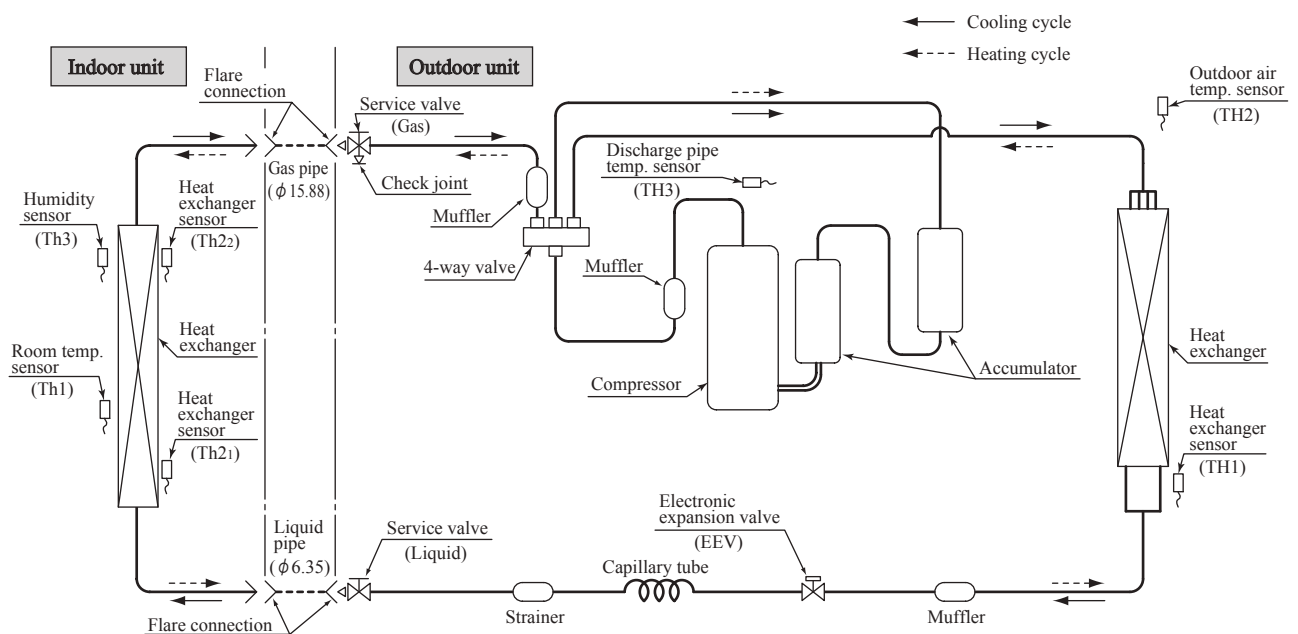 Cooling cycle
Heating cycle
Indoor unit
Outdoor unit
Flare
connection
Service valve
(Gas)
Outdoor air
temp. sensor
(TH2)
Gas pipe
(ϕ15.88)
Check joint
Discharge pipe
temp. sensor
(TH3)
Humidity
sensor
(Th3)
Heat
exchanger
sensor
(Th2₂)
Muffler
4-way valve
Muffler
Heat
exchanger
Room temp.
sensor
(Th1)
Compressor
Accumulator
Heat
exchanger
Heat
exchanger
sensor
(Th2₁)
Heat
exchanger
sensor
(TH1)
Liquid
pipe
(ϕ6.35)
Service valve
(Liquid)
Electronic
expansion valve
(EEV)
Capillary tube
Strainer
Muffler
Flare connection